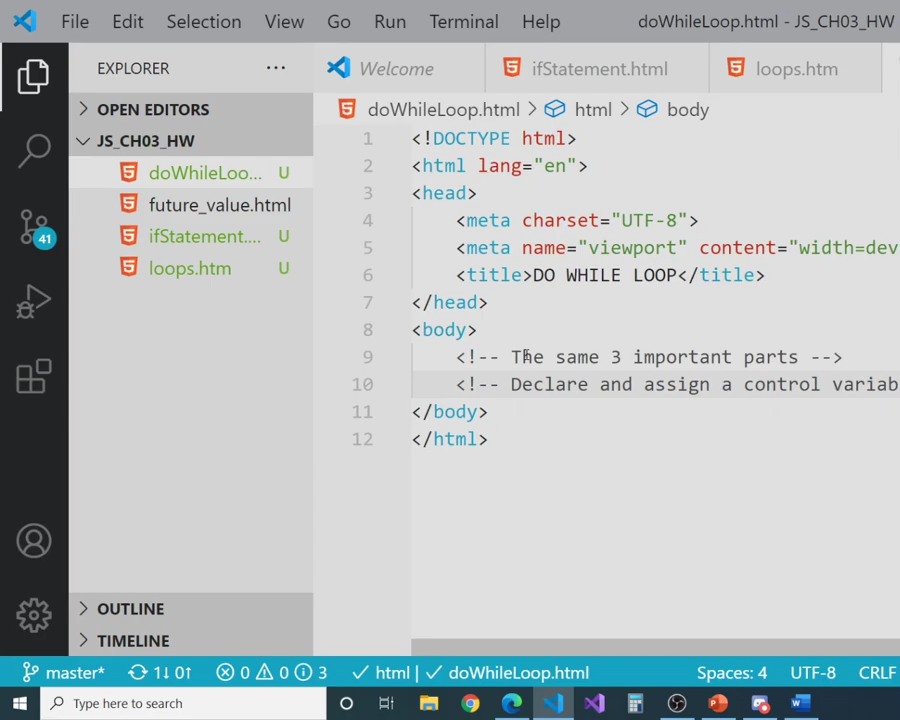 File Edit Selection View Go Run Terminal Help doWhileLoop.html - JS_CH03_HW
EXPLORER ...
Welcome ifStatement.html loops.htm
OPEN EDITORS
doWhileLoop.html > html > body
JS_CH03_HW
doWhileLoo... U
future_value.html
ifStatement.... U
loops.htm U
41
1 <!DOCTYPE html>
2 <html lang="en">
3 <head>
4 <meta charset="UTF-8">
5 <meta name="viewport" content="width=dev
6 <title>DO WHILE LOOP</title>
7 </head>
8 <body>
9 <!-- The same 3 important parts -->
10 <!-- Declare and assign a control variab
11 </body>
12 </html>
OUTLINE
TIMELINE
master* 1↓ 0↑ 0 0 3 html | doWhileLoop.html Spaces: 4 UTF-8 CRLF
Type here to search